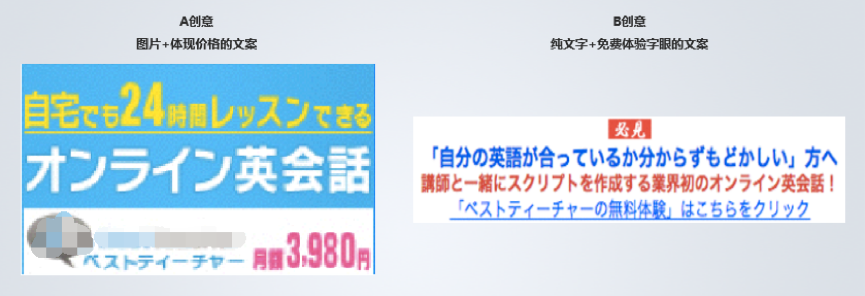 A创意
图片+体现价格的文案
自宅でも24時間レッスンできる
オンライン英会話
ベストティーチャー 月額3,980円
B创意
纯文字+免费体验字眼的文案
必見
「自分の英語が合っているか分からずもどかしい」方へ
講師と一緒にスクリプトを作成する業界初のオンライン英会話！
「ベストティーチャーの無料体験」はこちらをクリック